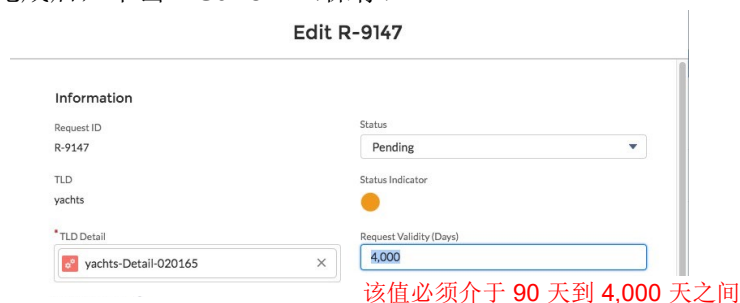 Edit R-9147
Information
Request ID
Status
R-9147
Pending
TLD
Status Indicator
yachts
*TLD Detail
Request Validity (Days)
yachts-Detail-020165
4,000
该值必须介于 90 天到 4,000 天之间